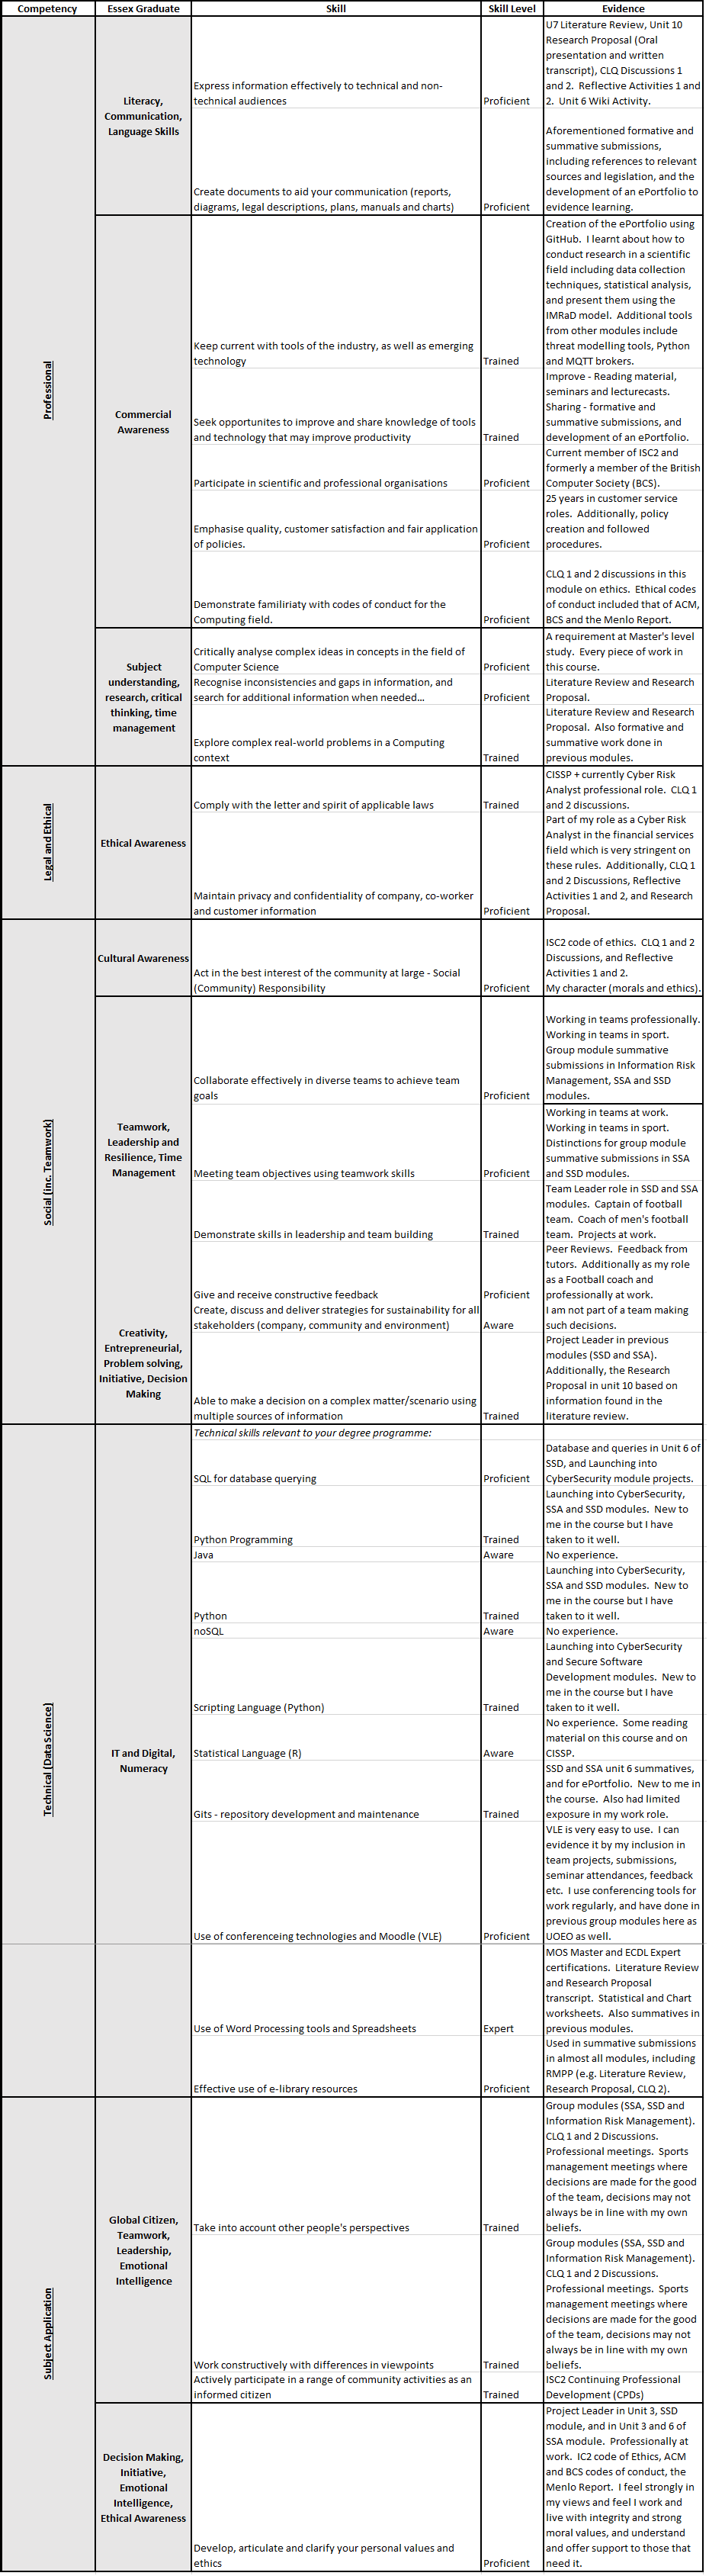 Competency Essex Graduate Skill Skill Level Evidence
Professional
Literacy,
Communication,
Language Skills
Express information effectively to technical and non-
technical audiences
Proficient
U7 Literature Review, Unit 10
Research Proposal (Oral
presentation and written
transcript), CLQ Discussions 1
and 2.  Reflective Activities 1 and
2.  Unit 6 Wiki Activity.
Create documents to aid your communication (reports,
diagrams, legal descriptions, plans, manuals and charts)
Proficient
Aforementioned formative and
summative submissions,
including references to relevant
sources and legislation, and the
development of an ePortfolio to
evidence learning.
Commercial
Awareness
Keep current with tools of the industry, as well as emerging
technology
Trained
Creation of the ePortfolio using
GitHub.  I learnt about how to
conduct research in a scientific
field including data collection
techniques, statistical analysis,
and present them using the
IMRaD model.  Additional tools
from other modules include
threat modelling tools, Python
and MQTT brokers.
Seek opportunites to improve and share knowledge of tools
and technology that may improve productivity
Trained
Improve - Reading material,
seminars and lecturecasts.
Sharing - formative and
summative submissions, and
development of an ePortfolio.
Participate in scientific and professional organisations
Proficient
Current member of ISC2 and
formerly a member of the British
Computer Society (BCS).
Emphasise quality, customer satisfaction and fair application
of policies.
Proficient
25 years in customer service
roles.  Additionally, policy
creation and followed
procedures.
Demonstrate familiriaty with codes of conduct for the
Computing field.
Proficient
CLQ 1 and 2 discussions in this
module on ethics.  Ethical codes
of conduct included that of ACM,
BCS and the Menlo Report.
Subject
understanding,
research, critical
thinking, time
management
Critically analyse complex ideas in concepts in the field of
Computer Science
Proficient
A requirement at Master's level
study.  Every piece of work in
this course.
Recognise inconsistencies and gaps in information, and
search for additional information when needed…
Proficient
Literature Review and Research
Proposal.
Explore complex real-world problems in a Computing
context
Trained
Literature Review and Research
Proposal.  Also formative and
summative work done in
previous modules.
Legal and Ethical
Ethical Awareness
Comply with the letter and spirit of applicable laws
Trained
CISSP + currently Cyber Risk
Analyst professional role.  CLQ 1
and 2 discussions.
Maintain privacy and confidentiality of company, co-worker
and customer information
Proficient
Part of my role as a Cyber Risk
Analyst in the financial services
field which is very stringent on
these rules.  Additionally, CLQ 1
and 2 Discussions, Reflective
Activities 1 and 2, and Research
Proposal.
Social (inc. Teamwork)
Cultural Awareness
Act in the best interest of the community at large - Social
(Community) Responsibility
Proficient
ISC2 code of ethics.  CLQ 1 and 2
Discussions, and Reflective
Activities 1 and 2.
My character (morals and ethics).
Teamwork,
Leadership and
Resilience, Time
Management
Collaborate effectively in diverse teams to achieve team
goals
Proficient
Working in teams professionally.
Working in teams in sport.
Group module summative
submissions in Information Risk
Management, SSA and SSD
modules.
Meeting team objectives using teamwork skills
Proficient
Working in teams at work.
Working in teams in sport.
Distinctions for group module
summative submissions in SSA
and SSD modules.
Demonstrate skills in leadership and team building
Trained
Team Leader role in SSD and SSA
modules.  Captain of football
team.  Coach of men's football
team.  Projects at work.
Creativity,
Entrepreneurial,
Problem solving,
Initiative, Decision
Making
Give and receive constructive feedback
Proficient
Peer Reviews.  Feedback from
tutors.  Additionally as my role
as a Football coach and
professionally at work.
Create, discuss and deliver strategies for sustainability for all
stakeholders (company, community and environment)
Aware
I am not part of a team making
such decisions.
Able to make a decision on a complex matter/scenario using
multiple sources of information
Trained
Project Leader in previous
modules (SSD and SSA).
Additionally, the Research
Proposal in unit 10 based on
information found in the
literature review.
Technical (Data Science)
IT and Digital,
Numeracy
Technical skills relevant to your degree programme:
SQL for database querying
Proficient
Database and queries in Unit 6 of
SSD, and Launching into
CyberSecurity module projects.
Python Programming
Trained
Launching into CyberSecurity,
SSA and SSD modules.  New to
me in the course but I have
taken to it well.
Java
Aware
No experience.
Python
Trained
Launching into CyberSecurity,
SSA and SSD modules.  New to
me in the course but I have
taken to it well.
noSQL
Aware
No experience.
Scripting Language (Python)
Trained
Launching into CyberSecurity
and Secure Software
Development modules.  New to
me in the course but I have
taken to it well.
Statistical Language (R)
Aware
No experience.  Some reading
material on this course and on
CISSP.
Gits - repository development and maintenance
Trained
SSD and SSA unit 6 summatives,
and for ePortfolio.  New to me in
the course.  Also had limited
exposure in my work role.
Use of conferenceing technologies and Moodle (VLE)
Proficient
VLE is very easy to use.  I can
evidence it by my inclusion in
team projects, submissions,
seminar attendances, feedback
etc.  I use conferencing tools for
work regularly, and have done in
previous group modules here as
UOEO as well.
Use of Word Processing tools and Spreadsheets
Expert
MOS Master and ECDL Expert
certifications.  Literature Review
and Research Proposal
transcript.  Statistical and Chart
worksheets.  Also summatives in
previous modules.
Effective use of e-library resources
Proficient
Used in summative submissions
in almost all modules, including
RMPP (e.g. Literature Review,
Research Proposal, CLQ 2).
Subject Application
Global Citizen,
Teamwork,
Leadership,
Emotional
Intelligence
Take into account other people's perspectives
Trained
Group modules (SSA, SSD and
Information Risk Management).
CLQ 1 and 2 Discussions.
Professional meetings.  Sports
management meetings where
decisions are made for the good
of the team, decisions may not
always be in line with my own
beliefs.
Work constructively with differences in viewpoints
Trained
Group modules (SSA, SSD and
Information Risk Management).
CLQ 1 and 2 Discussions.
Professional meetings.  Sports
management meetings where
decisions are made for the good
of the team, decisions may not
always be in line with my own
beliefs.
Actively participate in a range of community activities as an
informed citizen
Trained
ISC2 Continuing Professional
Development (CPDs)
Decision Making,
Initiative,
Emotional
Intelligence,
Ethical Awareness
Develop, articulate and clarify your personal values and
ethics
Proficient
Project Leader in Unit 3, SSD
module, and in Unit 3 and 6 of
SSA module.  Professionally at
work.  IC2 code of Ethics, ACM
and BCS codes of conduct, the
Menlo Report.  I feel strongly in
my views and feel I work and
live with integrity and strong
moral values, and understand
and offer support to those that
need it.